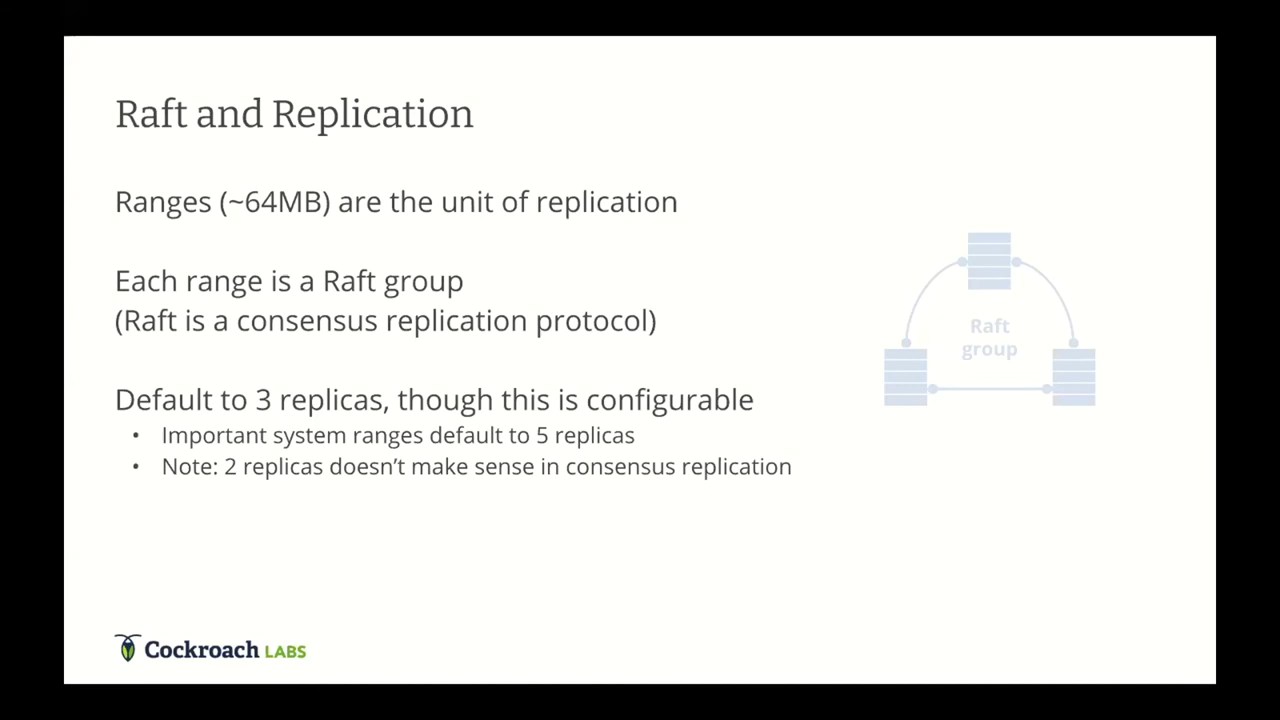 Raft and Replication
Ranges (~64MB) are the unit of replication
Each range is a Raft group
(Raft is a consensus replication protocol)
Default to 3 replicas, though this is configurable
• Important system ranges default to 5 replicas
• Note: 2 replicas doesn’t make sense in consensus replication
Raft
group
Cockroach LABS